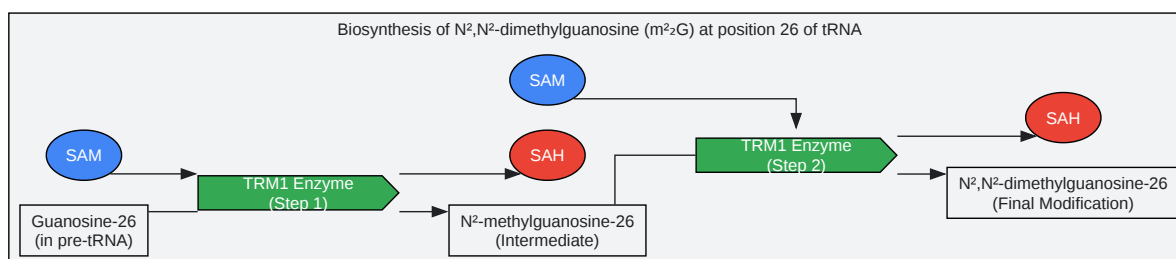 Biosynthesis of N²,N²-dimethylguanosine (m²₂G) at position 26 of tRNA
SAM
Guanosine-26
(in pre-tRNA)
TRM1 Enzyme
(Step 1)
SAH
N²-methylguanosine-26
(Intermediate)
SAM
TRM1 Enzyme
(Step 2)
SAH
N²,N²-dimethylguanosine-26
(Final Modification)